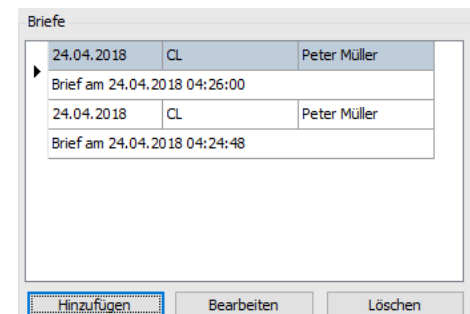 Briefe
24.04.2018 CL Peter Müller
Brief am 24.04.2018 04:26:00
24.04.2018 CL Peter Müller
Brief am 24.04.2018 04:24:48
Hinzufügen Bearbeiten Löschen